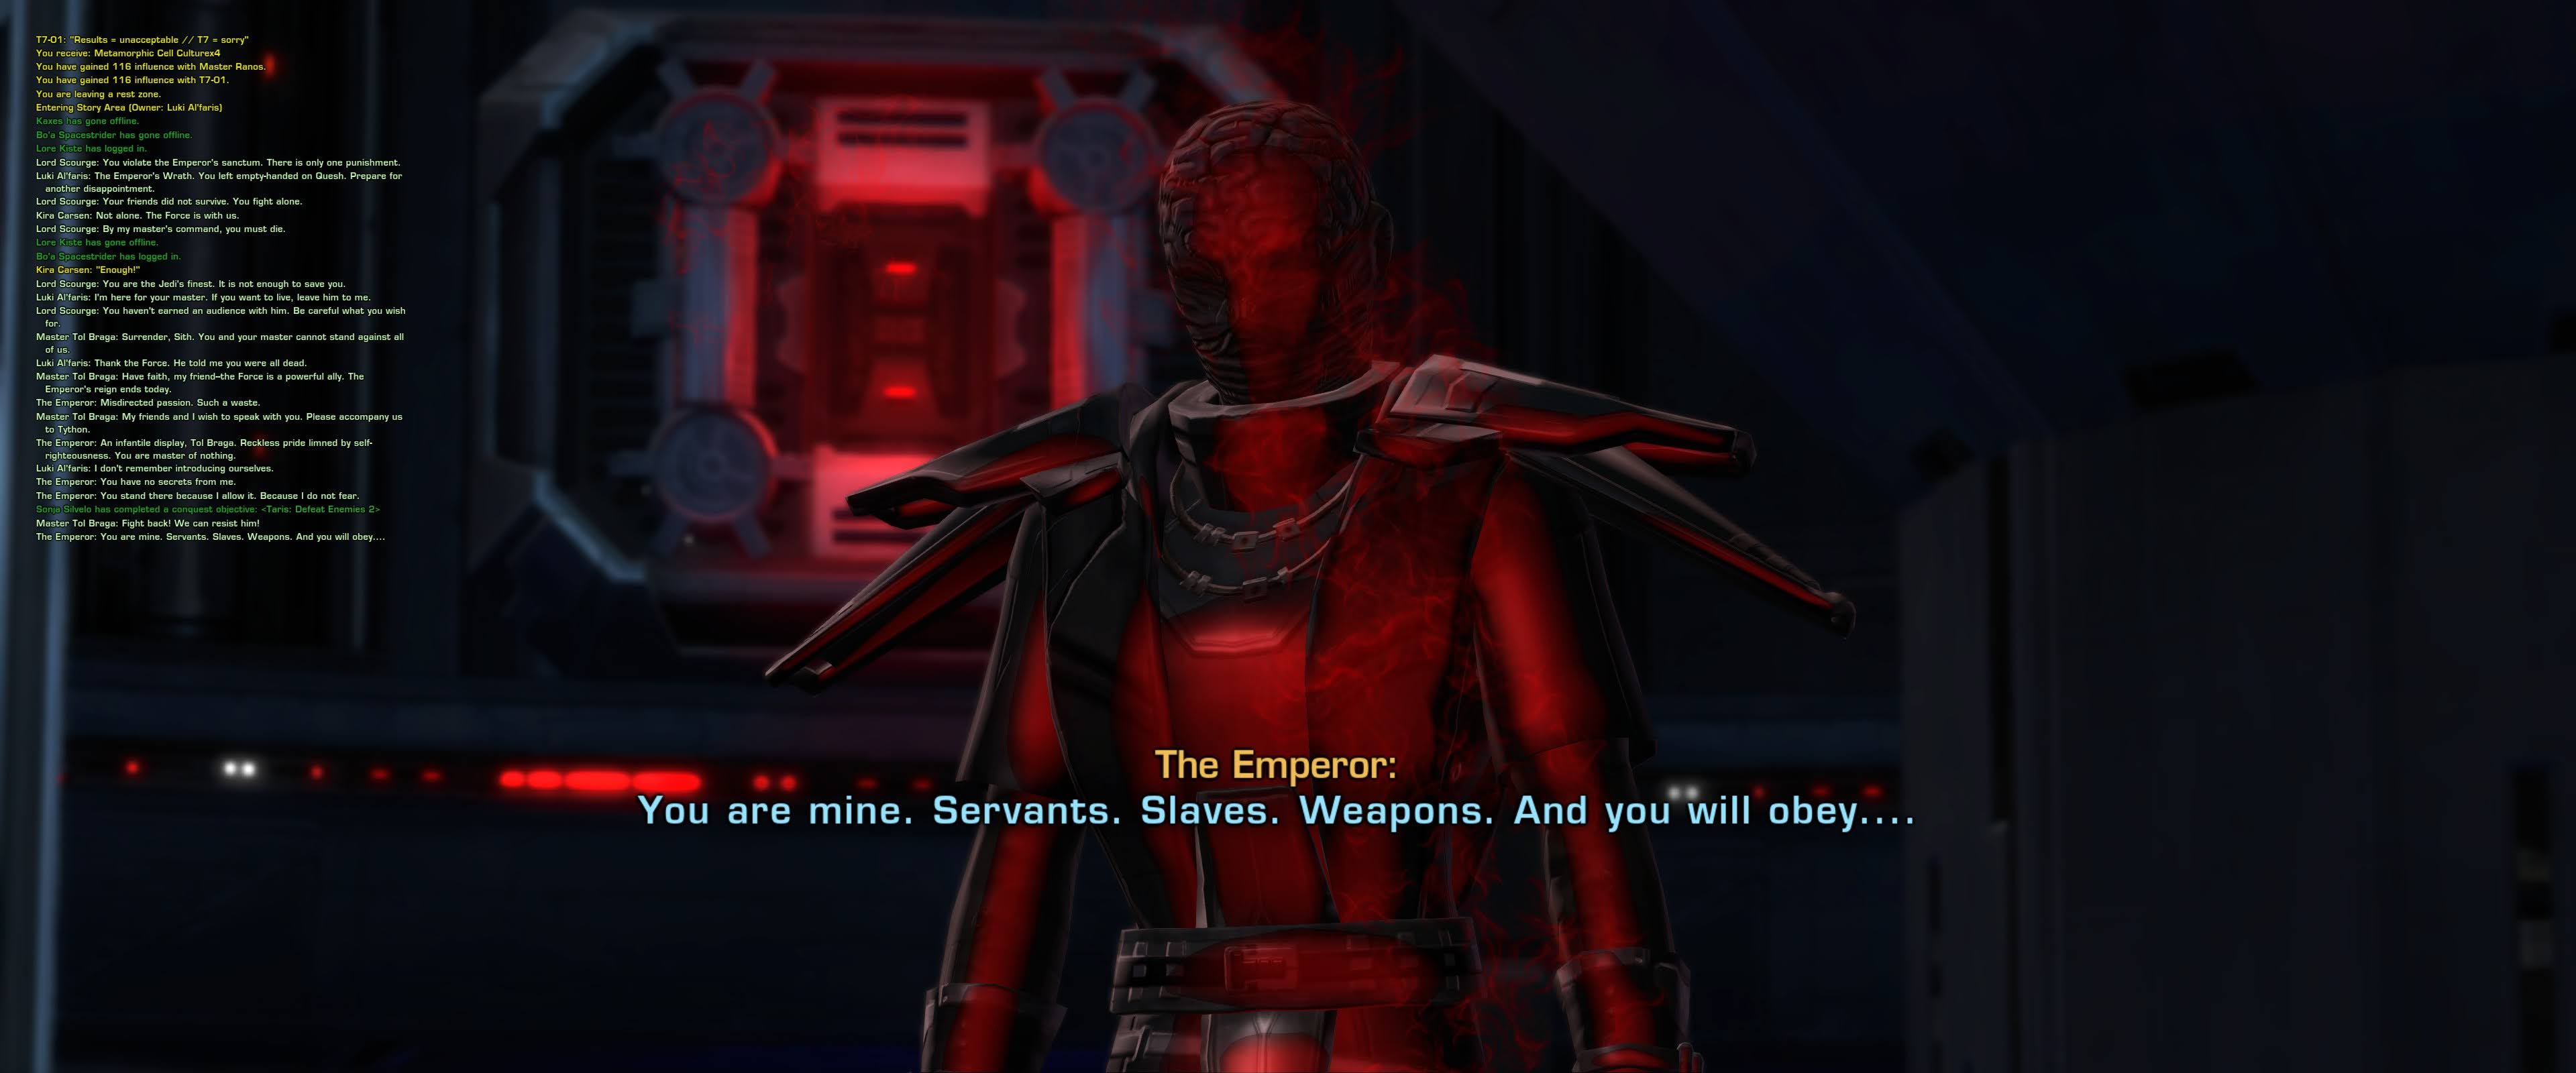 T7-01: "Results = unacceptable // T7 = sorry"
You receive: Metamorphic Cell Culturex4
You have gained 116 influence with Master Ranos.
You have gained 116 influence with T7-01.
You are leaving a rest zone.
Entering Story Area (Owner: Luki Al'faris)
Kaxes has gone offline.
Bo'a Spacestrider has gone offline.
Lore Kiste has logged in.
Lord Scourge: You violate the Emperor's sanctum. There is only one punishment.
Luki Al'faris: The Emperor's Wrath. You left empty-handed on Quesh. Prepare for
another disappointment.
Lord Scourge: Your friends did not survive. You fight alone.
Kira Carsen: Not alone. The Force is with us.
Lord Scourge: By my master's command, you must die.
Lore Kiste has gone offline.
Bo'a Spacestrider has logged in.
Kira Carsen: "Enough!"
Lord Scourge: You are the Jedi's finest. It is not enough to save you.
Luki Al'faris: I'm here for your master. If you want to live, leave him to me.
Lord Scourge: You haven't earned an audience with him. Be careful what you wish
for.
Master Tol Braga: Surrender, Sith. You and your master cannot stand against all
of us.
Luki Al'faris: Thank the Force. He told me you were all dead.
Master Tol Braga: Have faith, my friend—the Force is a powerful ally. The
Emperor's reign ends today.
The Emperor: Misdirected passion. Such a waste.
Master Tol Braga: My friends and I wish to speak with you. Please accompany us
to Tython.
The Emperor: An infantile display, Tol Braga. Reckless pride limned by self-
righteousness. You are master of nothing.
Luki Al'faris: I don't remember introducing ourselves.
The Emperor: You have no secrets from me.
The Emperor: You stand there because I allow it. Because I do not fear.
Sonja Silvelo has completed a conquest objective: <Taris: Defeat Enemies 2>
Master Tol Braga: Fight back! We can resist him!
The Emperor: You are mine. Servants. Slaves. Weapons. And you will obey....
The Emperor:
You are mine. Servants. Slaves. Weapons. And you will obey....